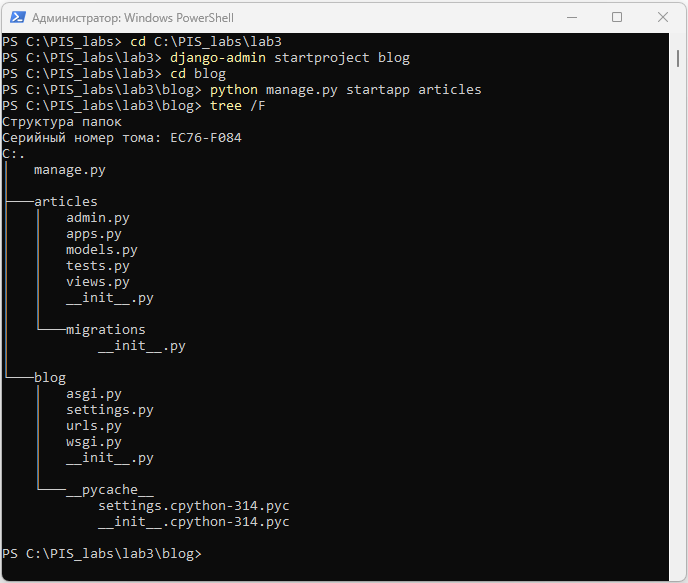 Администратор: Windows PowerShell
PS C:\PIS_labs> cd C:\PIS_labs\lab3
PS C:\PIS_labs\lab3> django-admin startproject blog
PS C:\PIS_labs\lab3> cd blog
PS C:\PIS_labs\lab3\blog> python manage.py startapp articles
PS C:\PIS_labs\lab3\blog> tree /F
Структура папок
Серийный номер тома: EC76-F084
C:.
│   manage.py
│
├───articles
│   │   admin.py
│   │   apps.py
│   │   models.py
│   │   tests.py
│   │   views.py
│   │   __init__.py
│   │
│   └───migrations
│           __init__.py
│
└───blog
    │   asgi.py
    │   settings.py
    │   urls.py
    │   wsgi.py
    │   __init__.py
    │
    └───__pycache__
            settings.cpython-314.pyc
            __init__.cpython-314.pyc

PS C:\PIS_labs\lab3\blog>